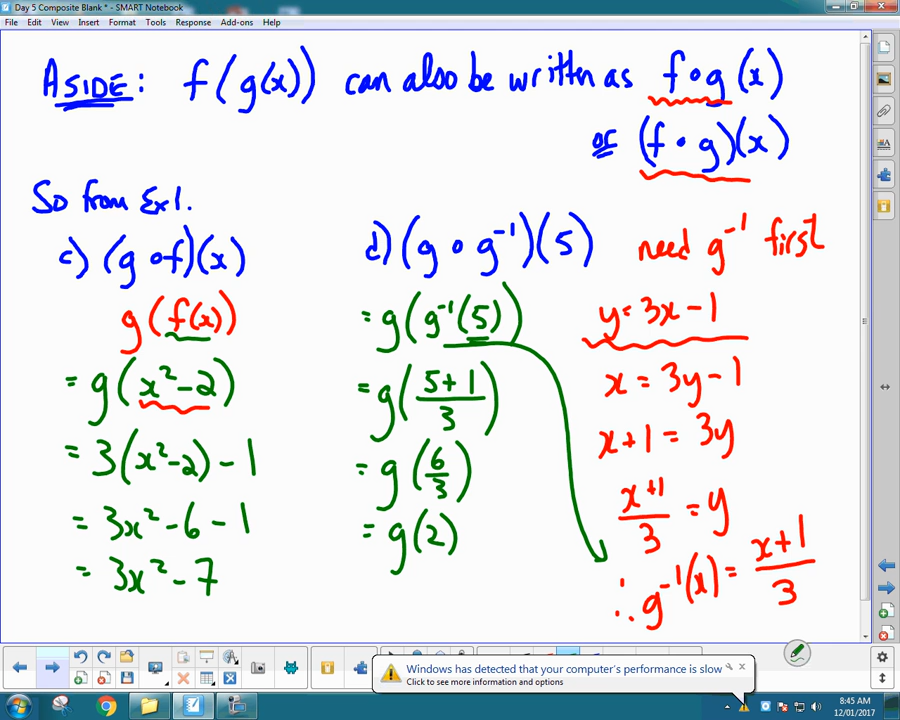 Day 5 Composite Blank * - SMART Notebook
File Edit View Insert Format Tools Response Add-ons Help
ASIDE: f(g(x)) can also be written as f∘g(x)
or (f∘g)(x)
So from Ex1.
c) (g∘f)(x)
g(f(x))
= g(x²-2)
= 3(x²-2)-1
= 3x²-6-1
= 3x²-7
d) (g∘g⁻¹)(5)
= g(g⁻¹(5))
= g((5+1)/3)
= g(6/3)
= g(2)
need g⁻¹ first
y=3x-1
x=3y-1
x+1=3y
(x+1)/3=y
∴g⁻¹(x)=(x+1)/3
Windows has detected that your computer's performance is slow
Click to see more information and options
8:45 AM
12/01/2017